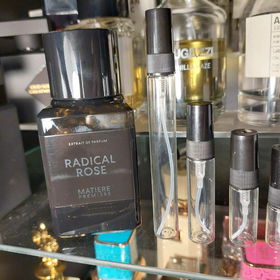 EXTRAIT DE PARFUM
RADICAL
ROSE
MATIERE
PREMIERE